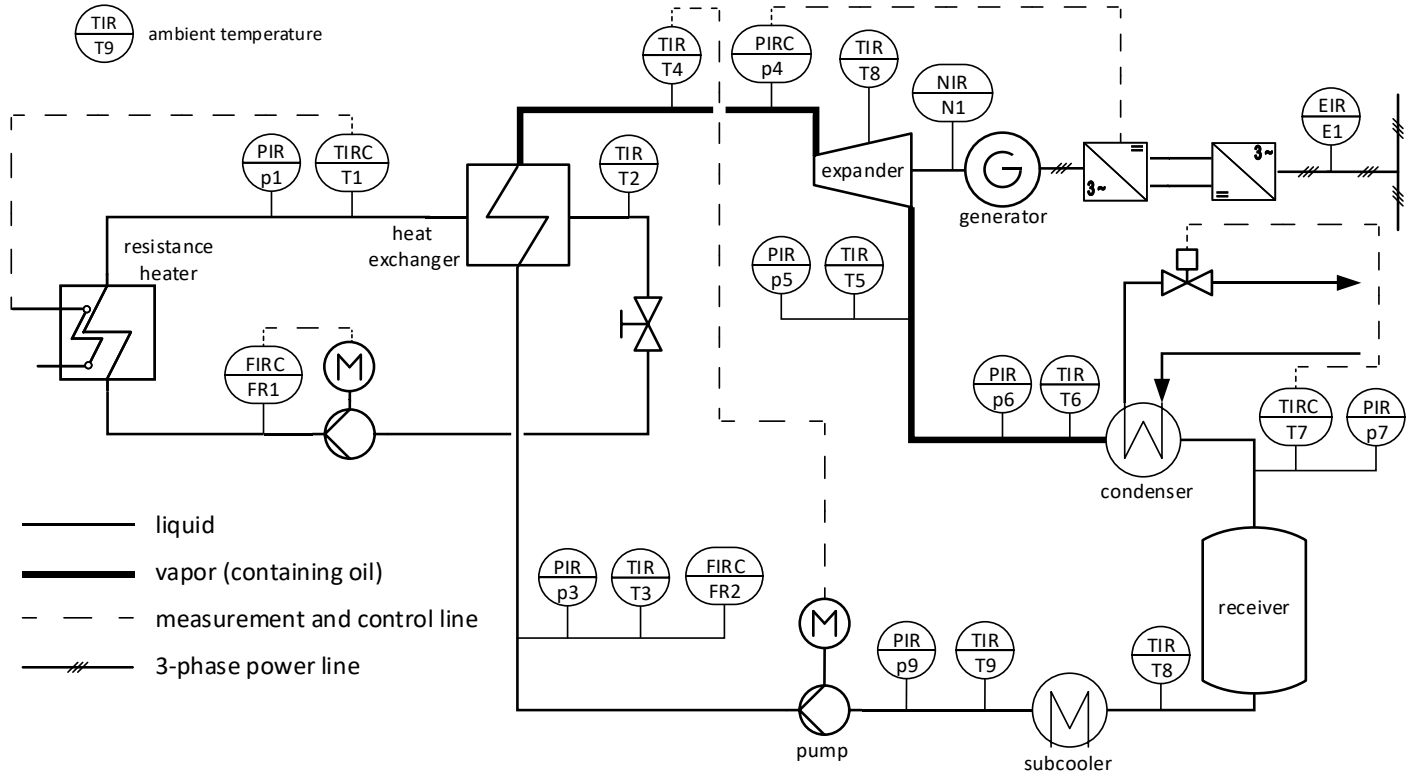 TIR
T9
ambient temperature
TIR
T4
PIRC
p4
TIR
T8
NIR
N1
EIR
E1
PIR
p1
TIRC
T1
TIR
T2
expander
G
generator
3~
=
3~
=
heat
exchanger
resistance
heater
PIR
p5
TIR
T5
FIRC
FR1
M
PIR
p6
TIR
T6
TIRC
T7
PIR
p7
condenser
liquid
vapor (containing oil)
measurement and control line
3-phase power line
PIR
p3
TIR
T3
FIRC
FR2
M
pump
PIR
p9
TIR
T9
subcooler
TIR
T8
receiver